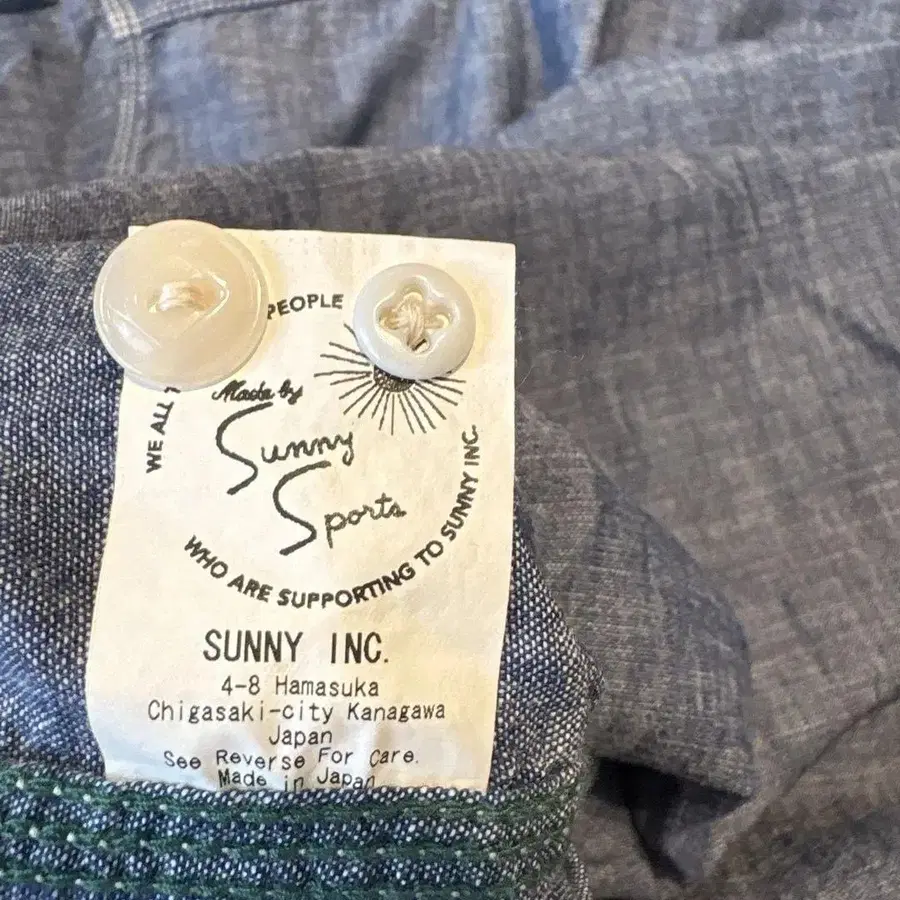 WE ALL
PEOPLE
Made by
Sunny
Sports
WHO ARE SUPPORTING TO SUNNY INC.
SUNNY INC.
4-8 Hamasuka
Chigasaki-city Kanagawa
Japan
See Reverse For Care.
Made in Japan